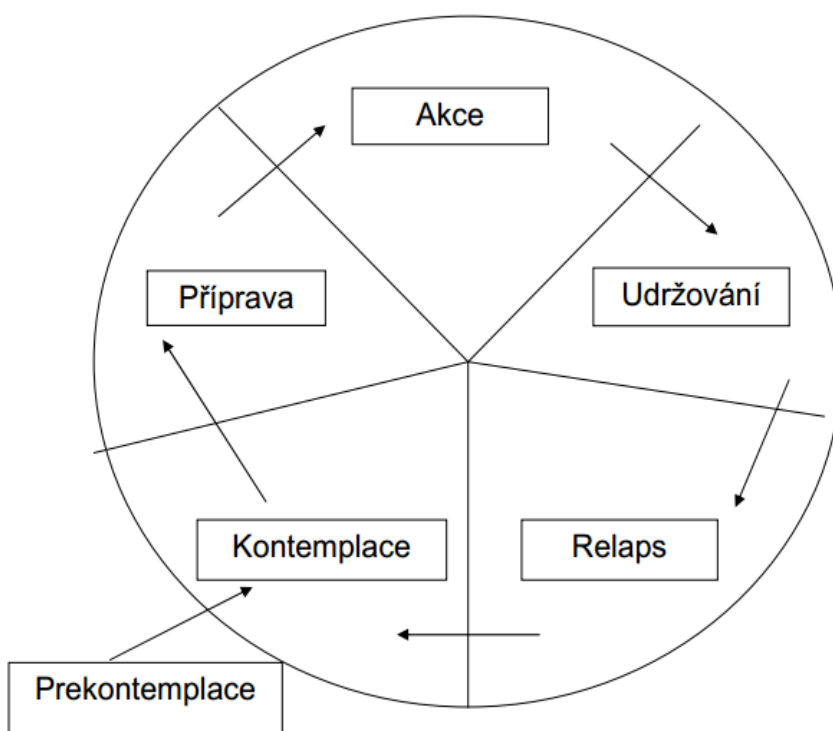 Akce
Příprava
Udržování
Kontemplace
Relaps
Prekontemplace